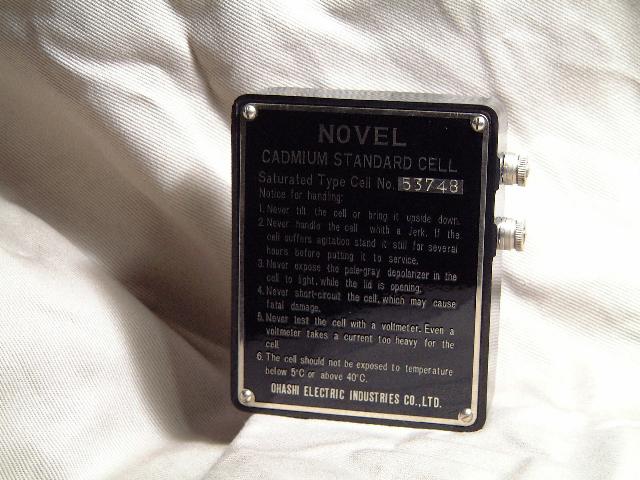 NOVEL
CADMIUM STANDARD CELL
Saturated Type Cell No. 53748
Notice for handling:
1. Never tilt the cell or bring it upside down.
2. Never handle the cell whith a Jerk. If the
cell suffers agitation stand it still for several
hours before putting it to service.
3. Never expose the pale-gray depolarizer in the
cell to light, while the lid is opening.
4. Never short-circuit the cell, which may cause
fatal damage.
5. Never test the cell with a voltmeter. Even a
voltmeter takes a current too heavy for the
cell.
6. The cell should not be exposed to temperature
below 5°C or above 40°C.
OHASHI ELECTRIC INDUSTRIES CO., LTD.